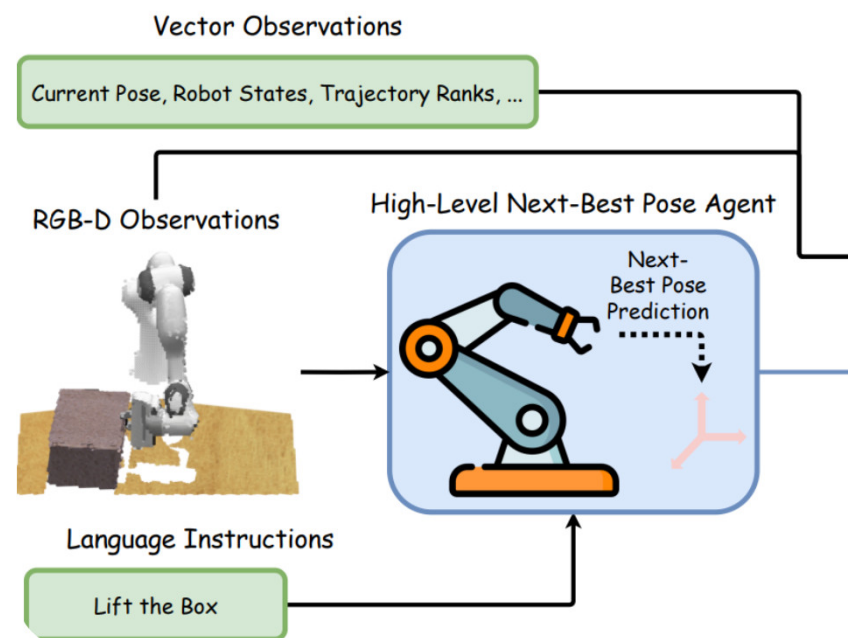 Vector Observations
Current Pose, Robot States, Trajectory Ranks, ...
RGB-D Observations
High-Level Next-Best Pose Agent
Next-
Best Pose
Prediction
Language Instructions
Lift the Box